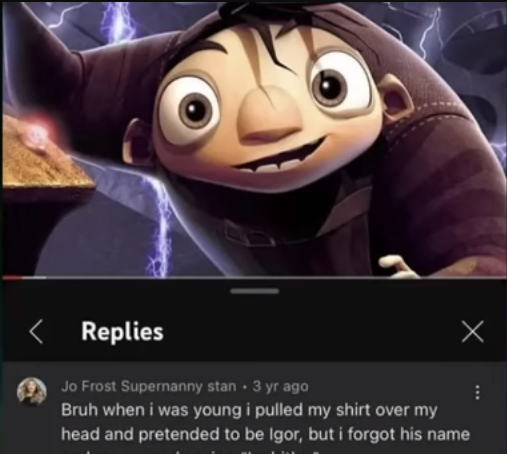 Replies
Jo Frost Supernanny stan • 3 yr ago
Bruh when i was young i pulled my shirt over my
head and pretended to be Igor, but i forgot his name